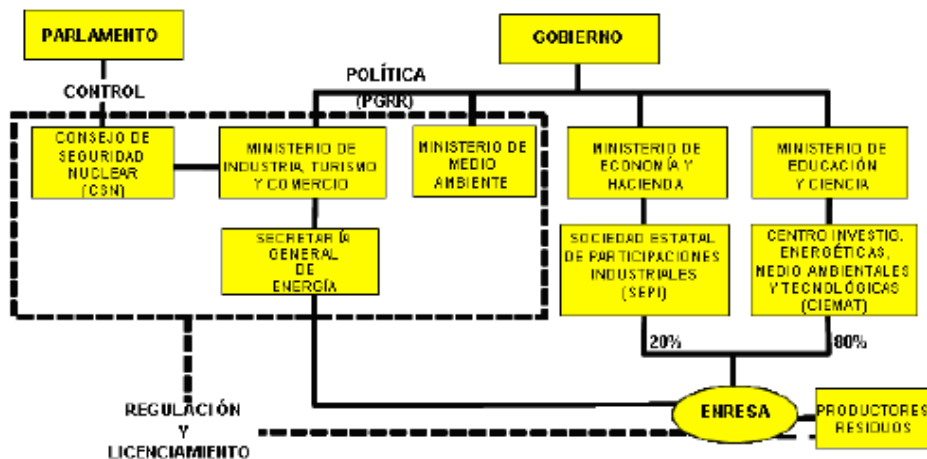 PARLAMENTO
GOBIERNO
CONTROL
POLÍTICA
(PGRR)
CONSEJO DE
SEGURIDAD
NUCLEAR
(CSN)
MINISTERIO DE
INDUSTRIA, TURISMO
Y COMERCIO
MINISTERIO DE
MEDIO
AMBIENTE
MINISTERIO DE
ECONOMÍA Y
HACIENDA
MINISTERIO DE
EDUCACIÓN
Y CIENCIA
SECRETARÍA
GENERAL
DE
ENERGÍA
SOCIEDAD ESTATAL
DE PARTICIPACIONES
INDUSTRIALES
(SEPI)
CENTRO INVESTIG.
ENERGÉTICAS,
MEDIO AMBIENTALES
Y TECNOLÓGICAS
(CIEMAT)
20%
80%
REGULACIÓN
Y
LICENCIAMIENTO
ENRESA
PRODUCTORES
RESIDUOS